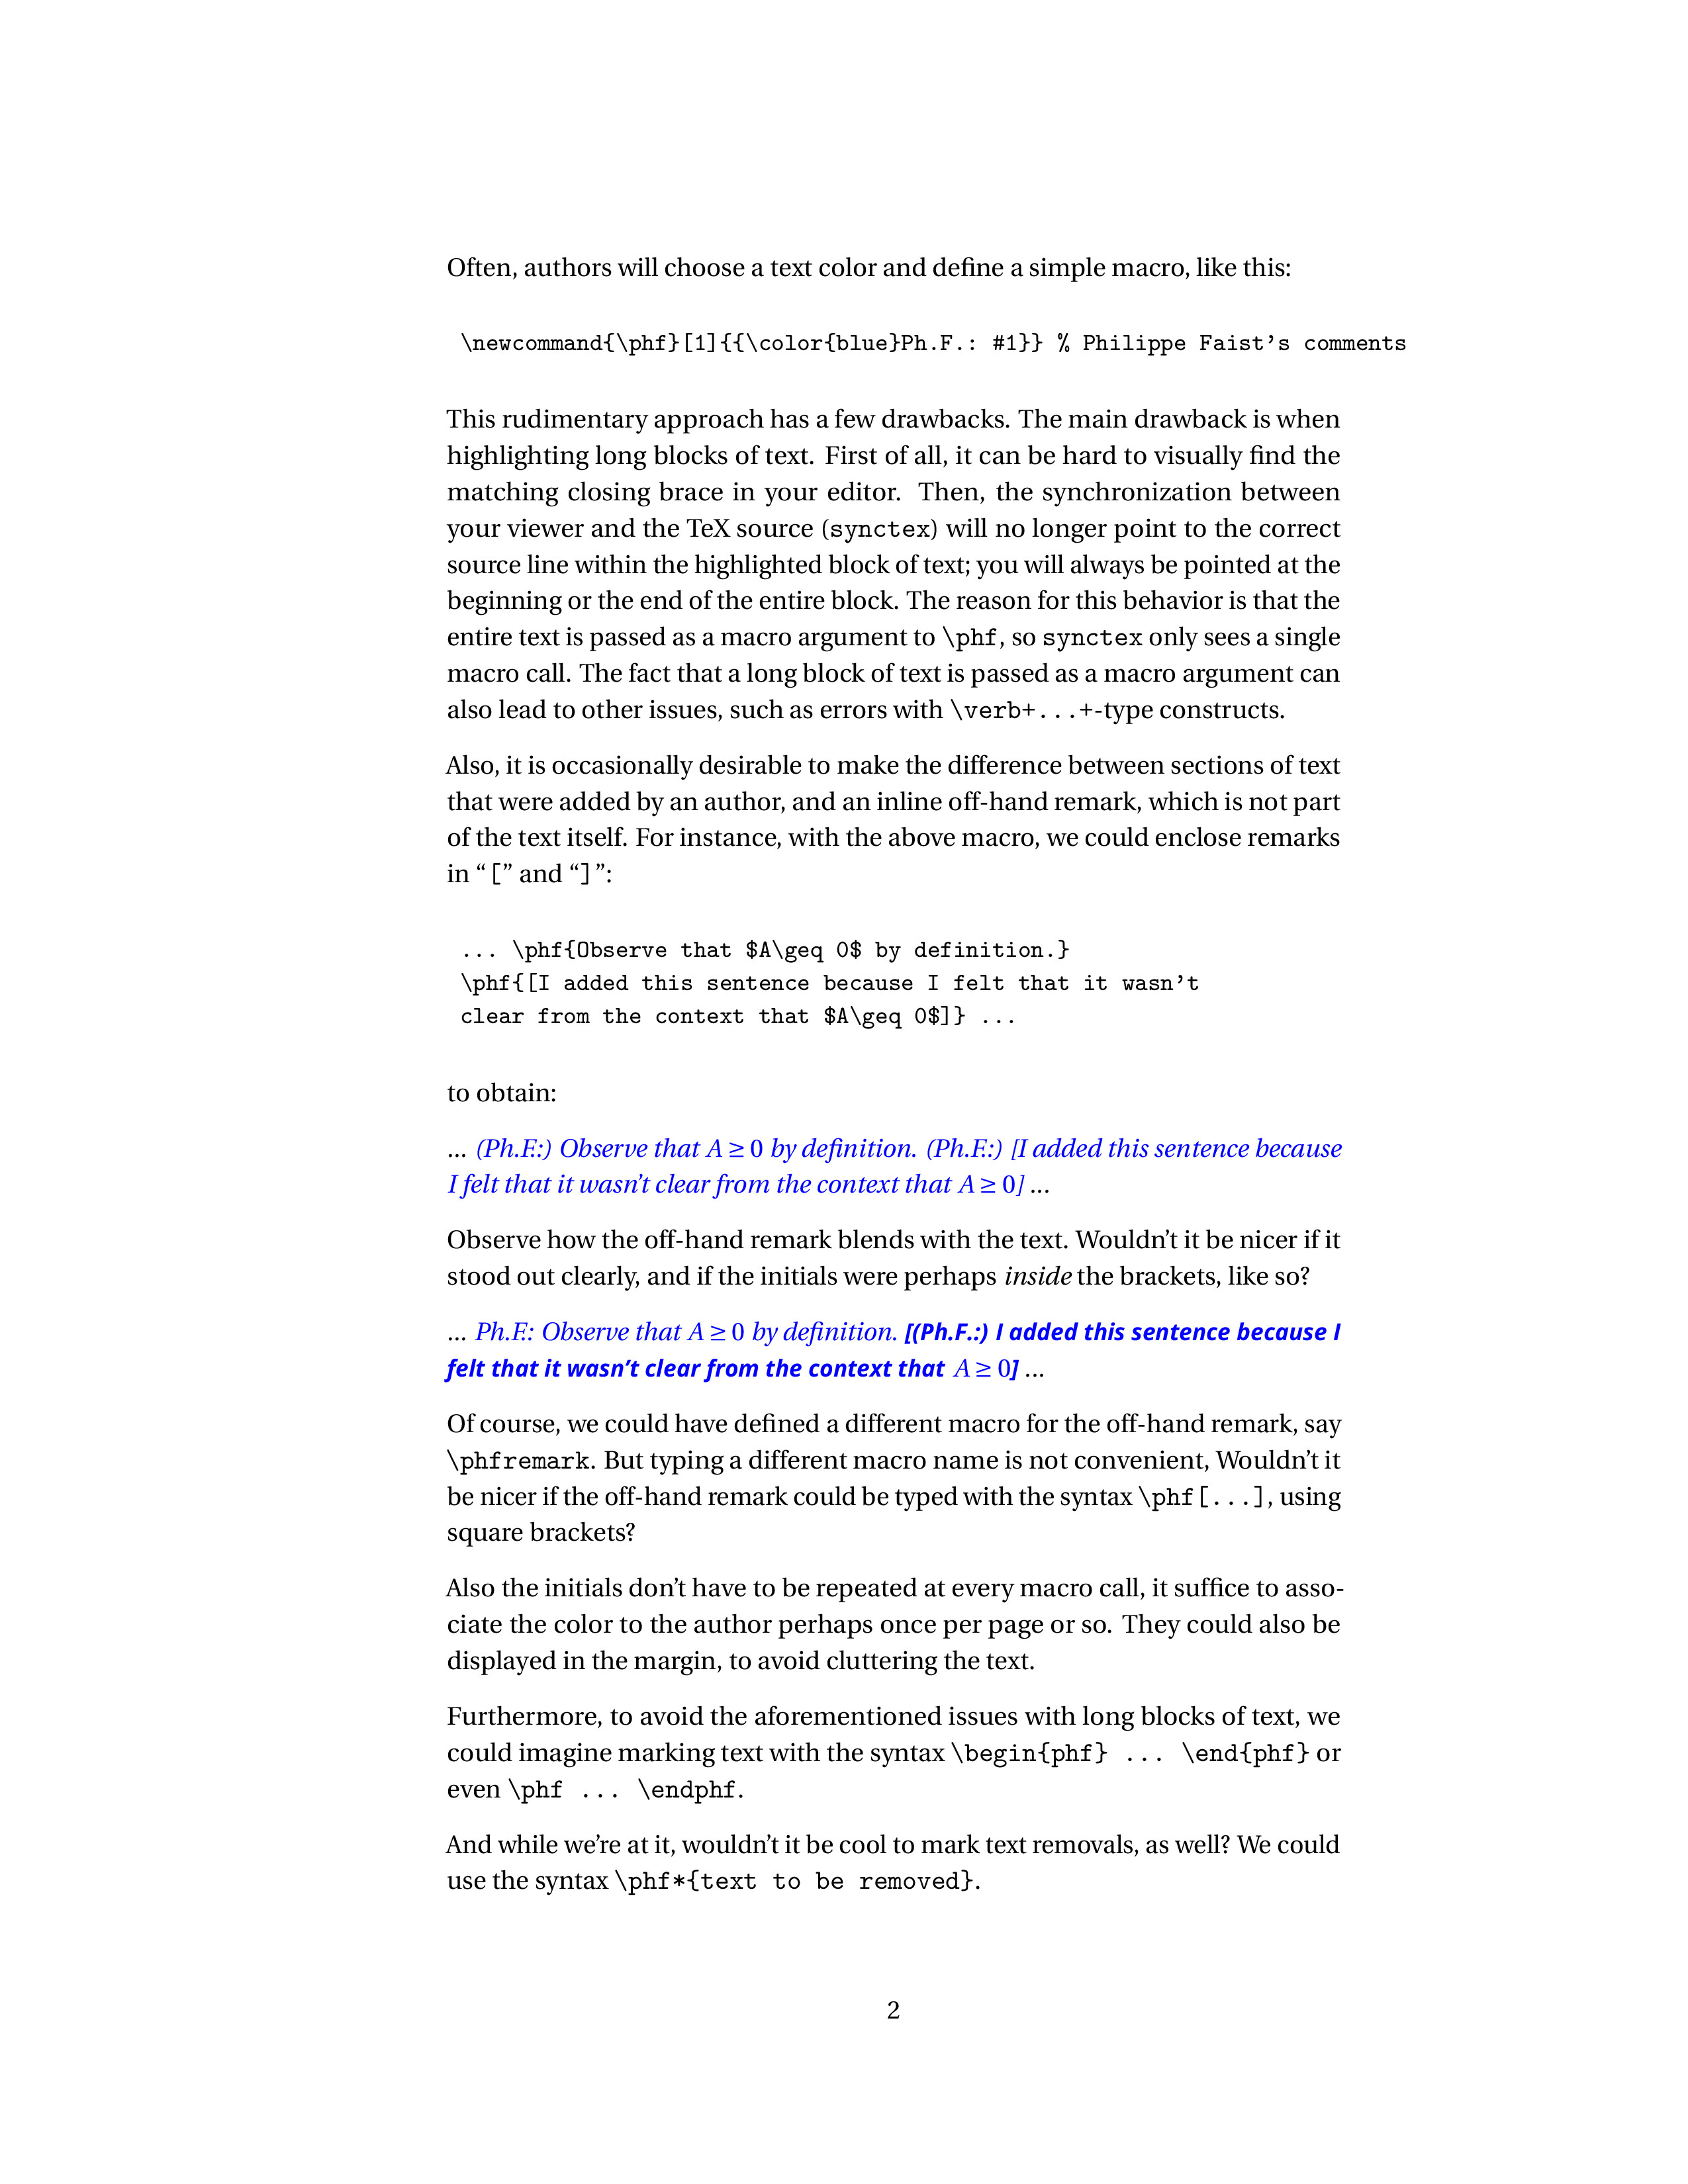 Often, authors will choose a text color and define a simple macro, like this:
\newcommand{\phf}[1]{{\color{blue}Ph.F.: #1}} % Philippe Faist’s comments
This rudimentary approach has a few drawbacks. The main drawback is when
highlighting long blocks of text. First of all, it can be hard to visually find the
matching closing brace in your editor. Then, the synchronization between
your viewer and the TeX source (synctex) will no longer point to the correct
source line within the highlighted block of text; you will always be pointed at the
beginning or the end of the entire block. The reason for this behavior is that the
entire text is passed as a macro argument to \phf, so synctex only sees a single
macro call. The fact that a long block of text is passed as a macro argument can
also lead to other issues, such as errors with \verb+...+-type constructs.
Also, it is occasionally desirable to make the difference between sections of text
that were added by an author, and an inline off-hand remark, which is not part
of the text itself. For instance, with the above macro, we could enclose remarks
in “[” and “]”:
... \phf{Observe that $A\geq 0$ by definition.}
\phf{[I added this sentence because I felt that it wasn’t
clear from the context that $A\geq 0$]} ...
to obtain:
... (Ph.F.:) Observe that A ≥ 0 by definition. (Ph.F.:) [I added this sentence because
I felt that it wasn’t clear from the context that A ≥ 0] ...
Observe how the off-hand remark blends with the text. Wouldn’t it be nicer if it
stood out clearly, and if the initials were perhaps inside the brackets, like so?
... Ph.F.: Observe that A ≥ 0 by definition. [(Ph.F.:) I added this sentence because I
felt that it wasn’t clear from the context that A ≥ 0] ...
Of course, we could have defined a different macro for the off-hand remark, say
\phfremark. But typing a different macro name is not convenient, Wouldn’t it
be nicer if the off-hand remark could be typed with the syntax \phf[...], using
square brackets?
Also the initials don’t have to be repeated at every macro call, it suffice to asso-
ciate the color to the author perhaps once per page or so. They could also be
displayed in the margin, to avoid cluttering the text.
Furthermore, to avoid the aforementioned issues with long blocks of text, we
could imagine marking text with the syntax \begin{phf} ... \end{phf} or
even \phf ... \endphf.
And while we’re at it, wouldn’t it be cool to mark text removals, as well? We could
use the syntax \phf*{text to be removed}.
2